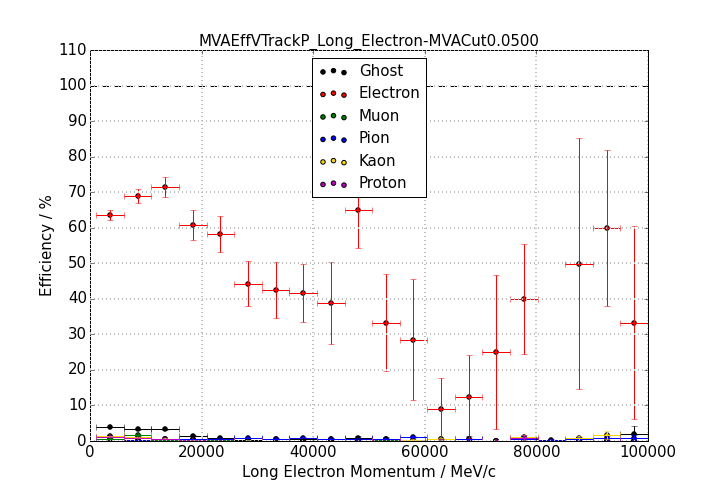 MVAEffVTrackP_Long_Electron-MVACut0.0500
110
100
90
80
70
60
50
40
30
20
10
0
Efficiency / %
Ghost
Electron
Muon
Pion
Kaon
Proton
0 20000 40000 60000 80000 100000
Long Electron Momentum / MeV/c